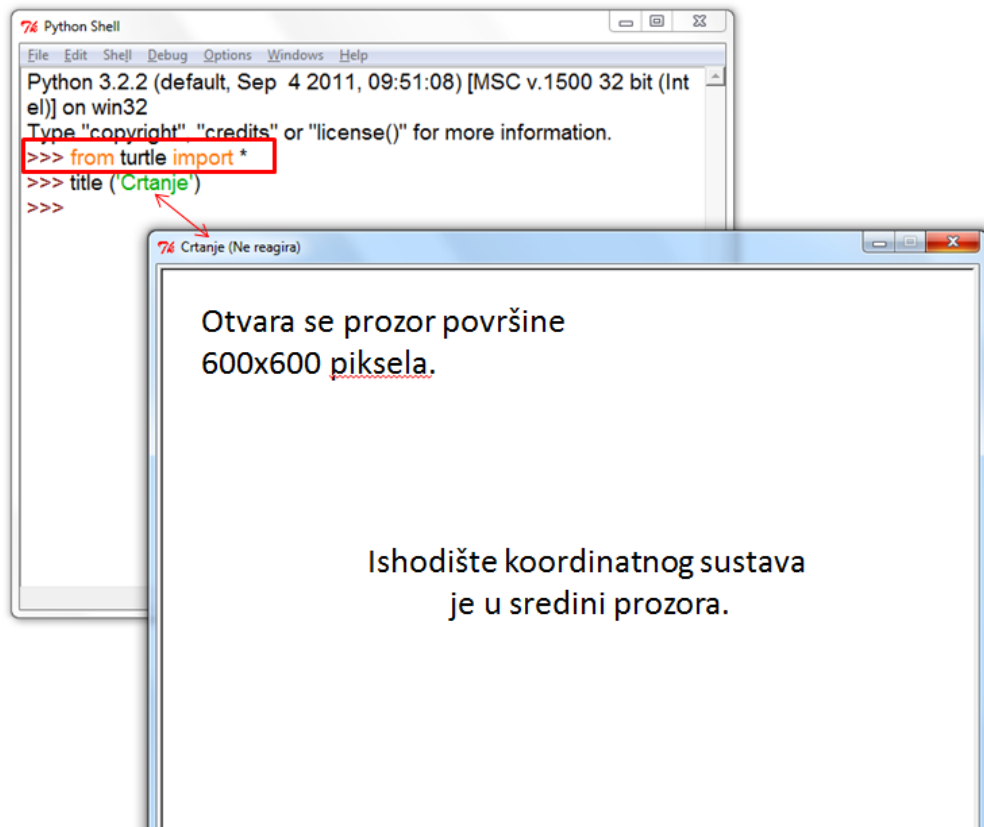 Python Shell
File Edit Shell Debug Options Windows Help
Python 3.2.2 (default, Sep  4 2011, 09:51:08) [MSC v.1500 32 bit (Int
el)] on win32
Type "copyright", "credits" or "license()" for more information.
>>> from turtle import *
>>> title ('Crtanje')
>>>
Crtanje (Ne reagira)
Otvara se prozor površine
600x600 piksela.
Ishodište koordinatnog sustava
je u sredini prozora.